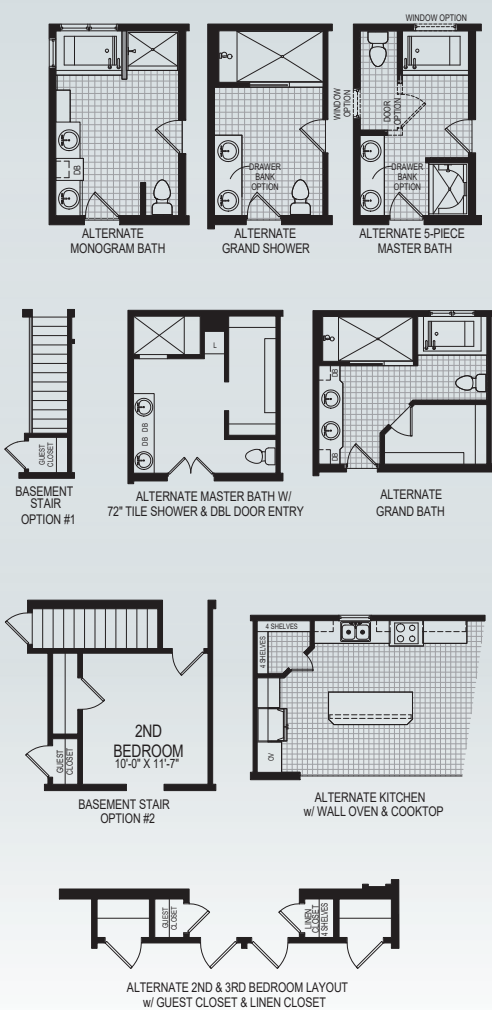 WINDOW OPTION
WINDOW
OPTION
DOOR
OPTION
DB
DRAWER
BANK
OPTION
DRAWER
BANK
OPTION
ALTERNATE
MONOGRAM BATH
ALTERNATE
GRAND SHOWER
ALTERNATE 5-PIECE
MASTER BATH
L
DB
DB DB
DB
GUEST
CLOSET
BASEMENT
STAIR
OPTION #1
ALTERNATE MASTER BATH W/
72" TILE SHOWER & DBL DOOR ENTRY
ALTERNATE
GRAND BATH
4 SHELVES
4 SHELVES
OV
2ND
BEDROOM
10'-0" X 11'-7"
GUEST
CLOSET
BASEMENT STAIR
OPTION #2
ALTERNATE KITCHEN
w/ WALL OVEN & COOKTOP
GUEST
CLOSET
LINEN
CLOSET
4 SHELVES
ALTERNATE 2ND & 3RD BEDROOM LAYOUT
w/ GUEST CLOSET & LINEN CLOSET